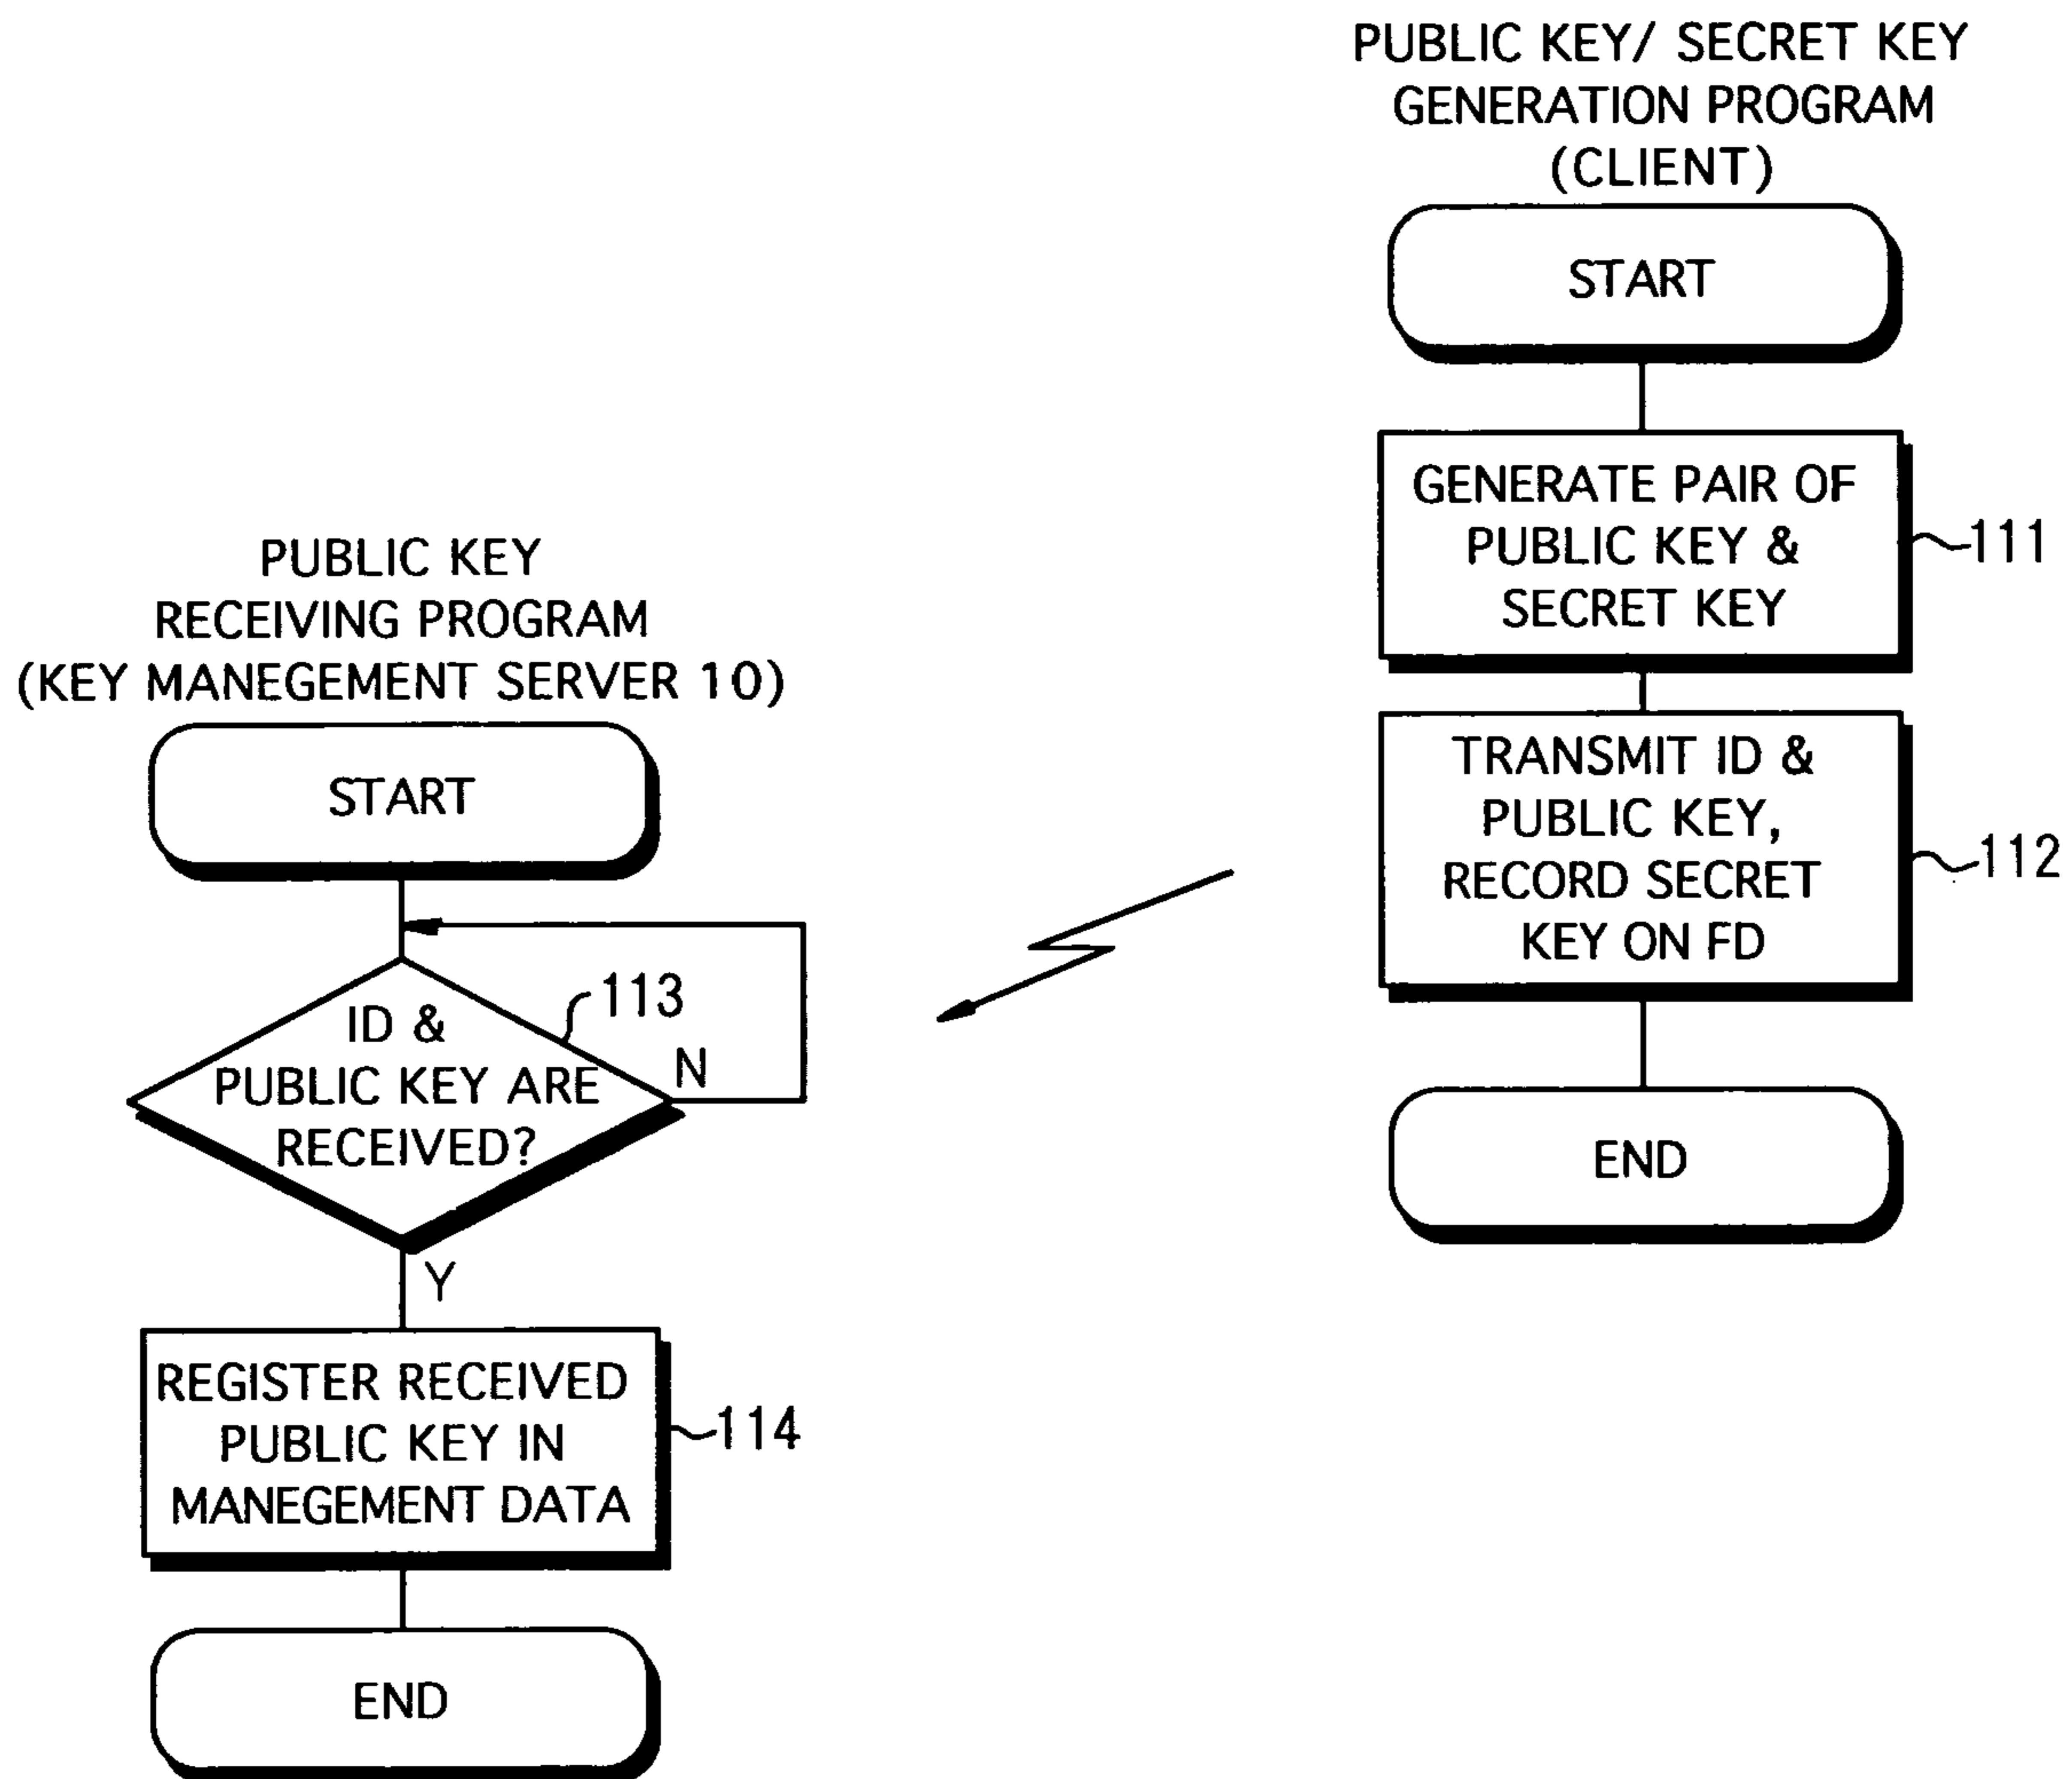 PUBLIC KEY/ SECRET KEY
GENERATION PROGRAM
(CLIENT)
START
GENERATE PAIR OF
PUBLIC KEY &
SECRET KEY
111
TRANSMIT ID &
PUBLIC KEY,
RECORD SECRET
KEY ON FD
112
END
PUBLIC KEY
RECEIVING PROGRAM
(KEY MANEGEMENT SERVER 10)
START
113
ID &
PUBLIC KEY ARE
RECEIVED?
N
Y
REGISTER RECEIVED
PUBLIC KEY IN
MANEGEMENT DATA
114
END